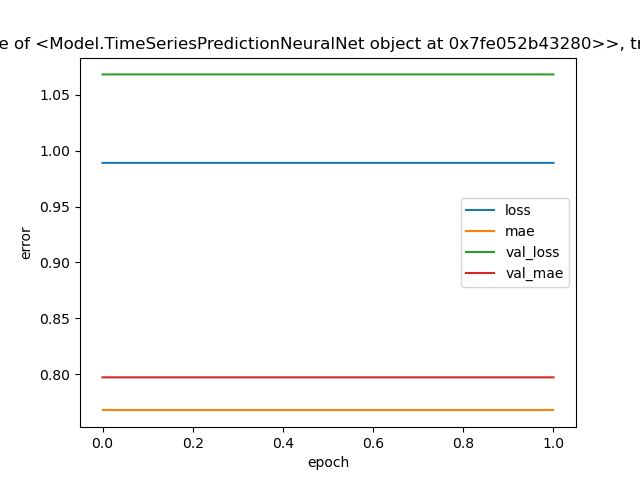 e of <Model.TimeSeriesPredictionNeuralNet object at 0x7fe052b43280>>, tr
1.05
1.00
0.95
0.90
0.85
0.80
error
loss
mae
val_loss
val_mae
0.0 0.2 0.4 0.6 0.8 1.0
epoch